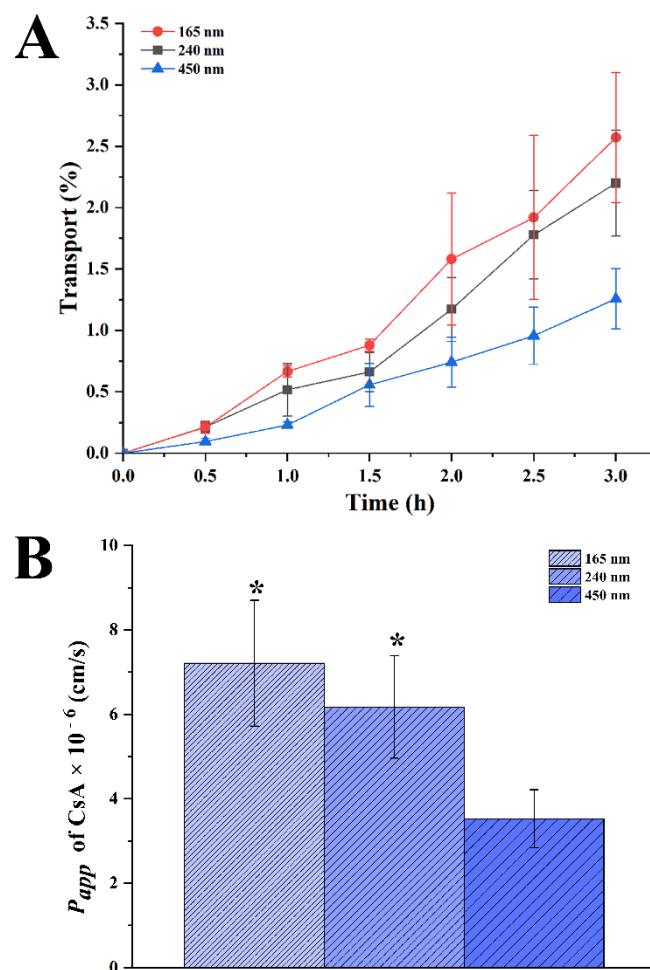 A
165 nm
240 nm
450 nm
Transport (%)
3.5
3.0
2.5
2.0
1.5
1.0
0.5
0.0
0.0 0.5 1.0 1.5 2.0 2.5 3.0
Time (h)
B
165 nm
240 nm
450 nm
Papp of CsA × 10⁻⁶ (cm/s)
10
8
6
4
2
0
* *